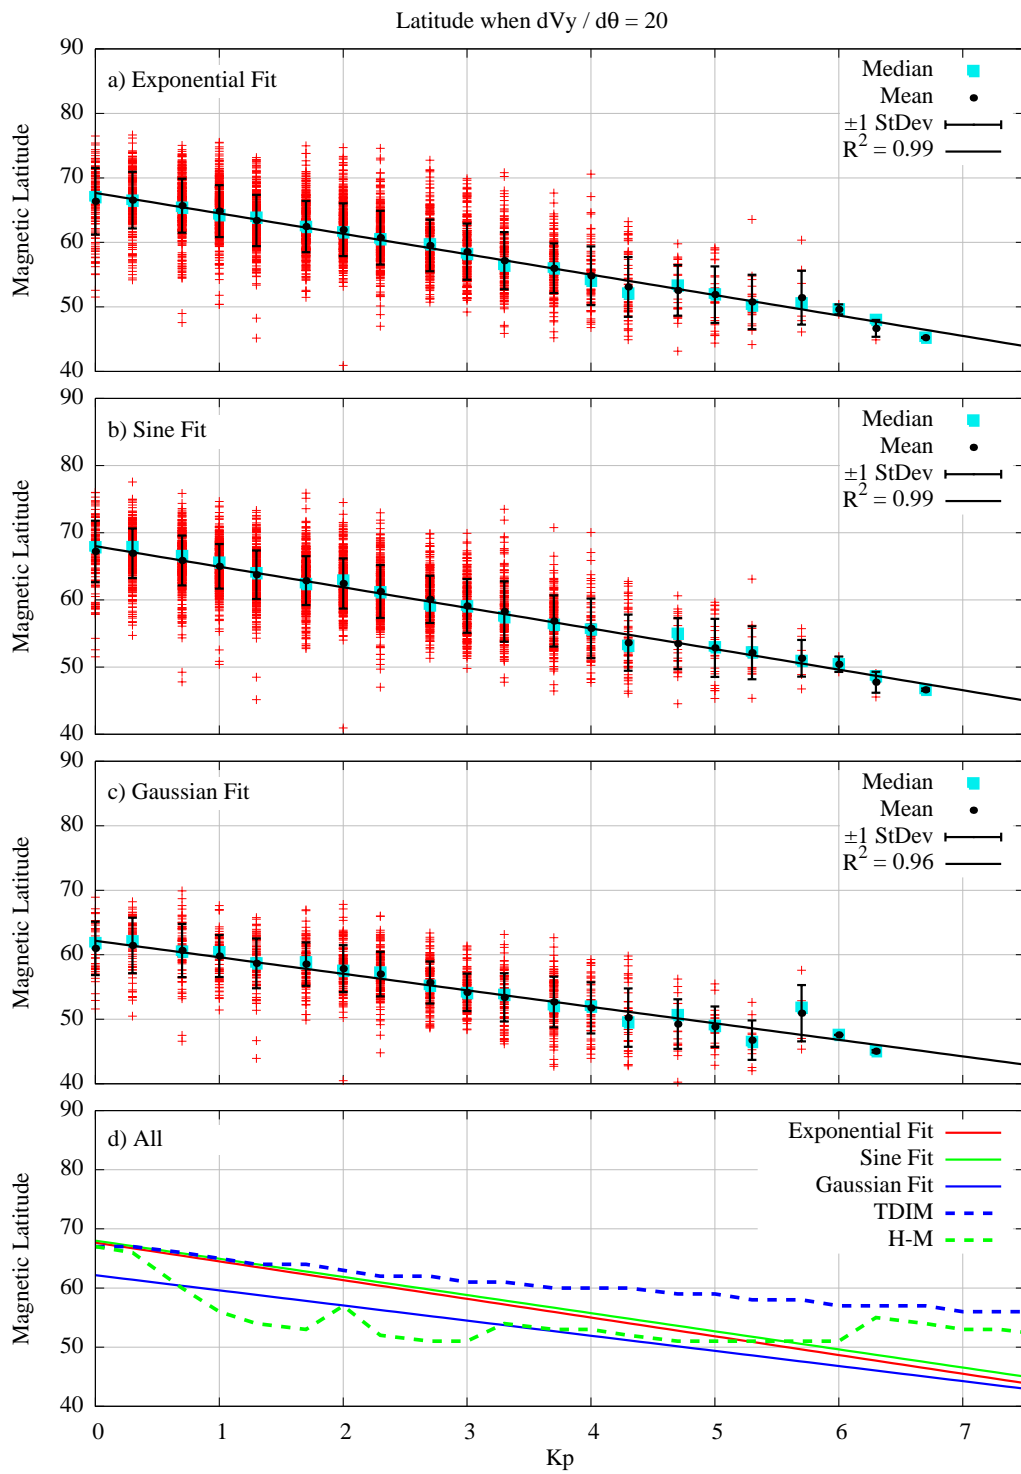 Latitude when dVy / dθ = 20
90
80
70
60
50
40
Magnetic Latitude
a) Exponential Fit
Median
Mean
±1 StDev
R² = 0.99
90
80
70
60
50
40
Magnetic Latitude
b) Sine Fit
Median
Mean
±1 StDev
R² = 0.99
90
80
70
60
50
40
Magnetic Latitude
c) Gaussian Fit
Median
Mean
±1 StDev
R² = 0.96
90
80
70
60
50
40
Magnetic Latitude
d) All
Exponential Fit
Sine Fit
Gaussian Fit
TDIM
H-M
0 1 2 3 4 5 6 7
Kp